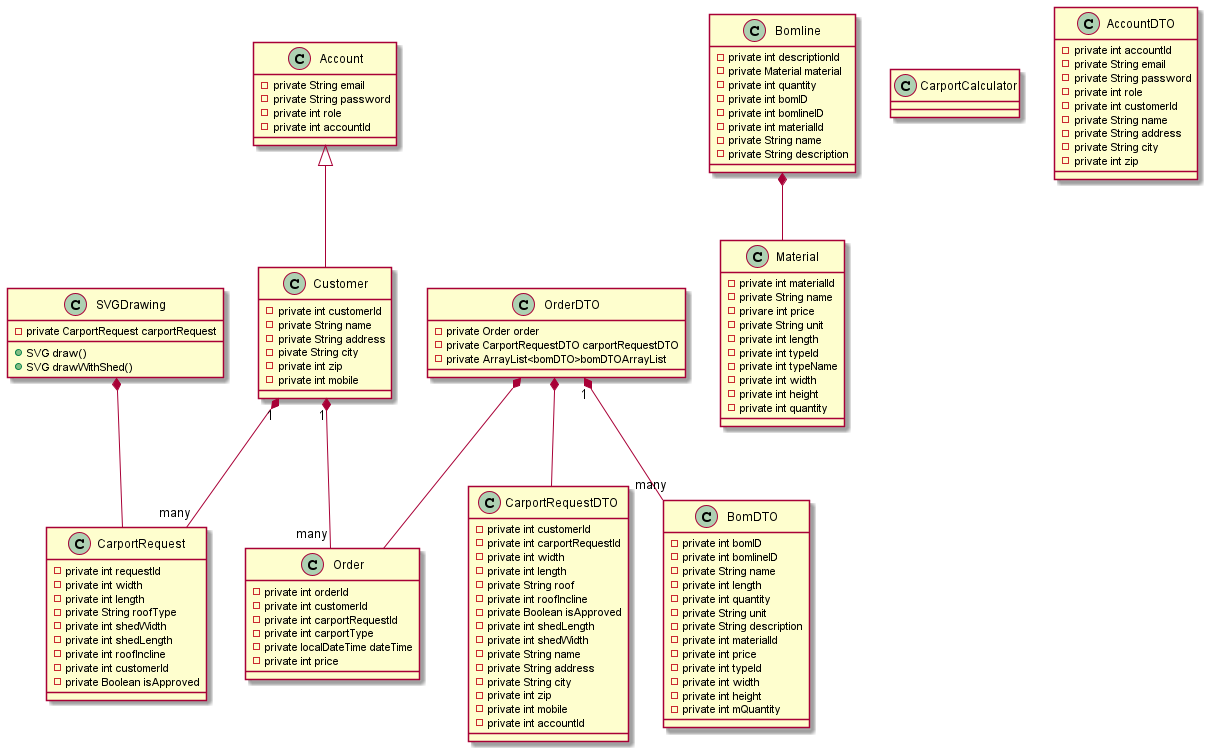 C Account
private String email
private String password
private int role
private int accountId
C Bomline
private int descriptionId
private Material material
private int quantity
private int bomID
private int bomlineID
private int materialId
private String name
private String description
C CarportCalculator
C AccountDTO
private int accountId
private String email
private String password
private int role
private int customerId
private String name
private String address
private String city
private int zip
C SVGDrawing
private CarportRequest carportRequest
SVG draw()
SVG drawWithShed()
C Customer
private int customerId
private String name
private String address
pivate String city
private int zip
private int mobile
C OrderDTO
private Order order
private CarportRequestDTO carportRequestDTO
private ArrayList<bomDTO>bomDTOArrayList
C Material
private int materialId
private String name
privare int price
private String unit
private int length
private int typeId
private int typeName
private int width
private int height
private int quantity
1
1
1
many
many
many
C CarportRequest
private int requestId
private int width
private int length
private String roofType
private int shedWidth
private int shedLength
private int roofIncline
private int customerId
private Boolean isApproved
C Order
private int orderId
private int customerId
private int carportRequestId
private int carportType
private localDateTime dateTime
private int price
C CarportRequestDTO
private int customerId
private int carportRequestId
private int width
private int length
private String roof
private int roofIncline
private Boolean isApproved
private int shedLength
private int shedWidth
private String name
private String address
private String city
private int zip
private int mobile
private int accountId
C BomDTO
private int bomID
private int bomlineID
private String name
private int length
private int quantity
private String unit
private String description
private int materialId
private int price
private int typeId
private int width
private int height
private int mQuantity